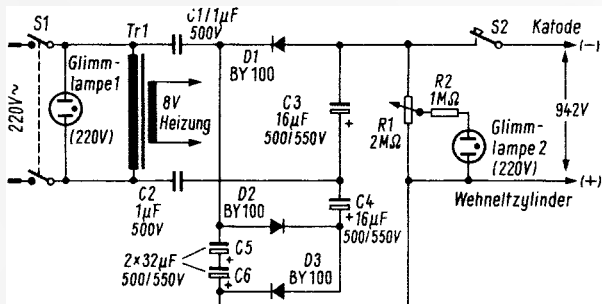 S1
Tr1
C1/1µF
500V
D1
BY 100
S2
Katode
(−)
Glimm-
lampe 1
(220V)
220V~
8V
Heizung
C3
16µF
500/550V
+
R2
1MΩ
R1
2MΩ
Glimm-
lampe 2
(220V)
942V
C2
1µF
500V
(+)
Wehneltzylinder
D2
BY 100
C4
+
16µF
500/550V
2×32µF
500/550V
C5
+
C6
+
D3
BY 100